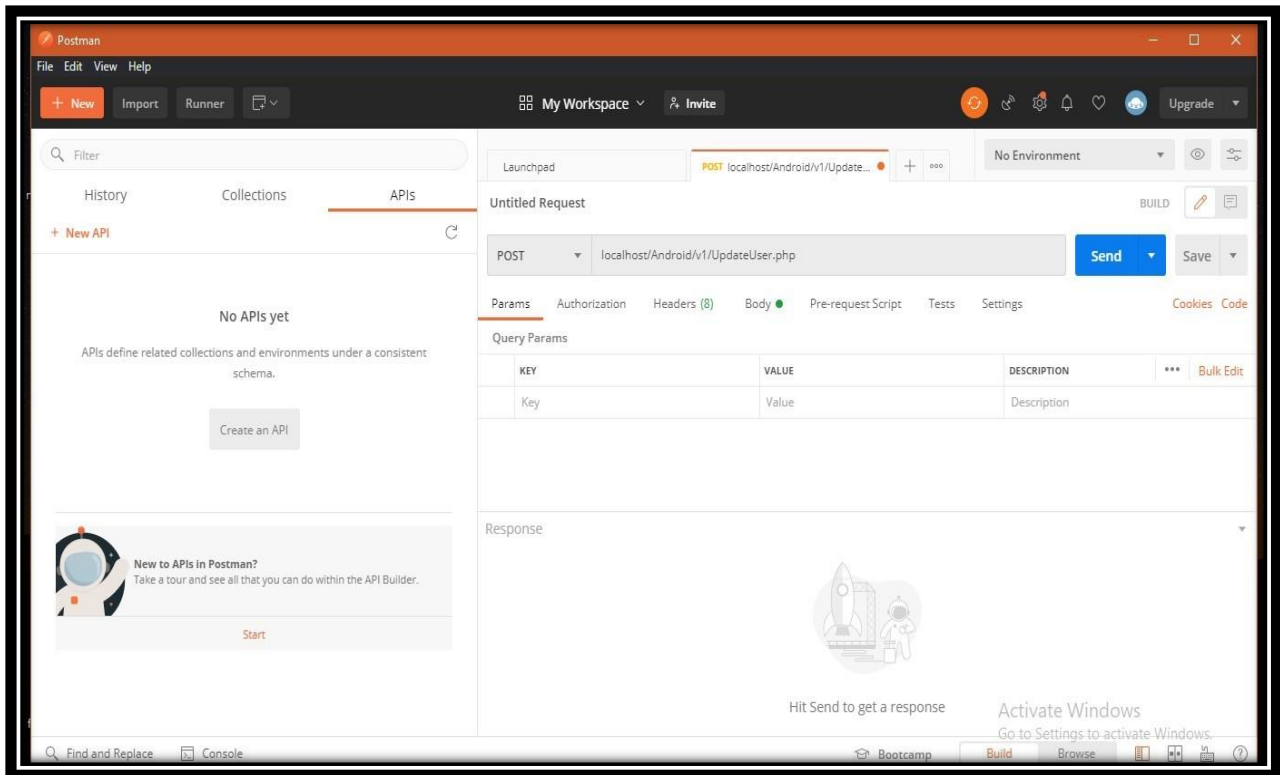 Postman
File Edit View Help
+ New Import Runner
My Workspace Invite
Upgrade
Filter
History Collections APIs
+ New API
No APIs yet
APIs define related collections and environments under a consistent
schema.
Create an API
New to APIs in Postman?
Take a tour and see all that you can do within the API Builder.
Start
Launchpad POST localhost/Android/v1/Update...
No Environment
Untitled Request BUILD
POST localhost/Android/v1/UpdateUser.php Send Save
Params Authorization Headers (8) Body Pre-request Script Tests Settings Cookies Code
Query Params
KEY VALUE DESCRIPTION Bulk Edit
Key Value Description
Response
Hit Send to get a response
Activate Windows
Go to Settings to activate Windows.
Find and Replace Console Bootcamp Build Browse